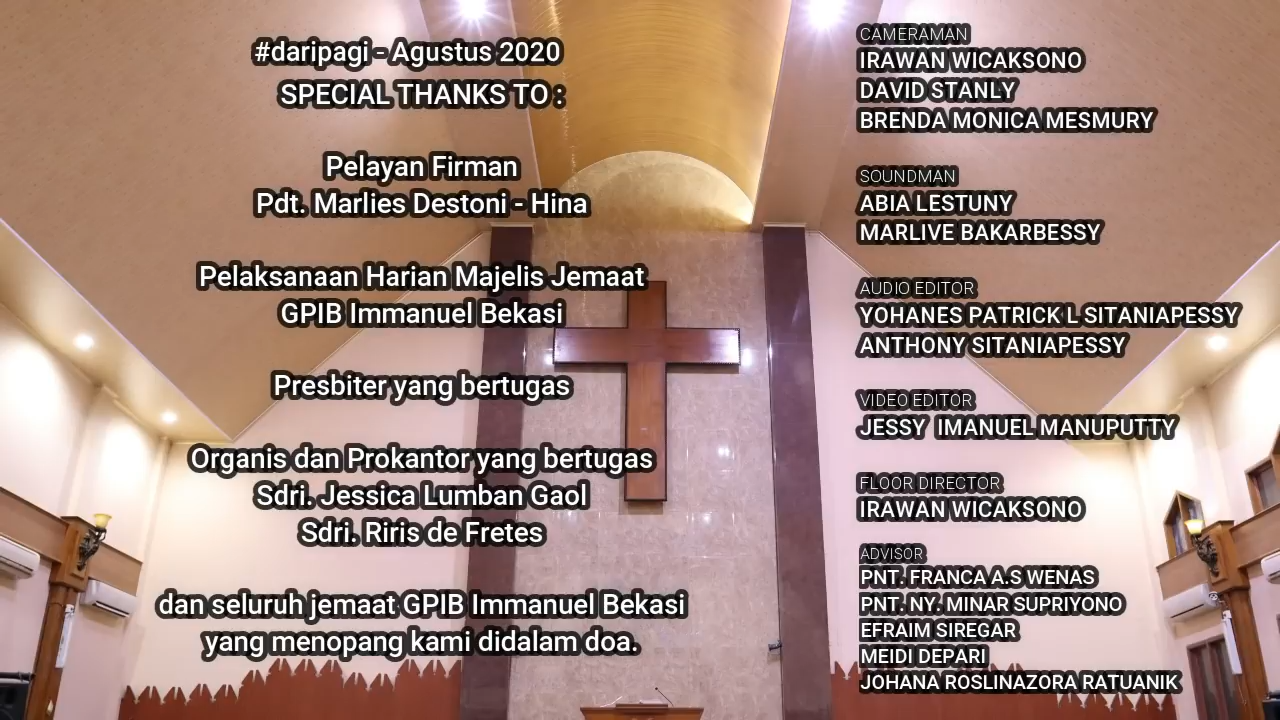 #daripagi - Agustus 2020
SPECIAL THANKS TO :
Pelayan Firman
Pdt. Marlies Destoni - Hina
Pelaksanaan Harian Majelis Jemaat
GPIB Immanuel Bekasi
Presbiter yang bertugas
Organis dan Prokantor yang bertugas
Sdri. Jessica Lumban Gaol
Sdri. Riris de Fretes
dan seluruh jemaat GPIB Immanuel Bekasi
yang menopang kami didalam doa.
CAMERAMAN
IRAWAN WICAKSONO
DAVID STANLY
BRENDA MONICA MESMURY
SOUNDMAN
ABIA LESTUNY
MARLIVE BAKARBESSY
AUDIO EDITOR
YOHANES PATRICK L SITANIAPESSY
ANTHONY SITANIAPESSY
VIDEO EDITOR
JESSY IMANUEL MANUPUTTY
FLOOR DIRECTOR
IRAWAN WICAKSONO
ADVISOR
PNT. FRANCA A.S WENAS
PNT. NY. MINAR SUPRIYONO
EFRAIM SIREGAR
MEIDI DEPARI
JOHANA ROSLINAZORA RATUANIK